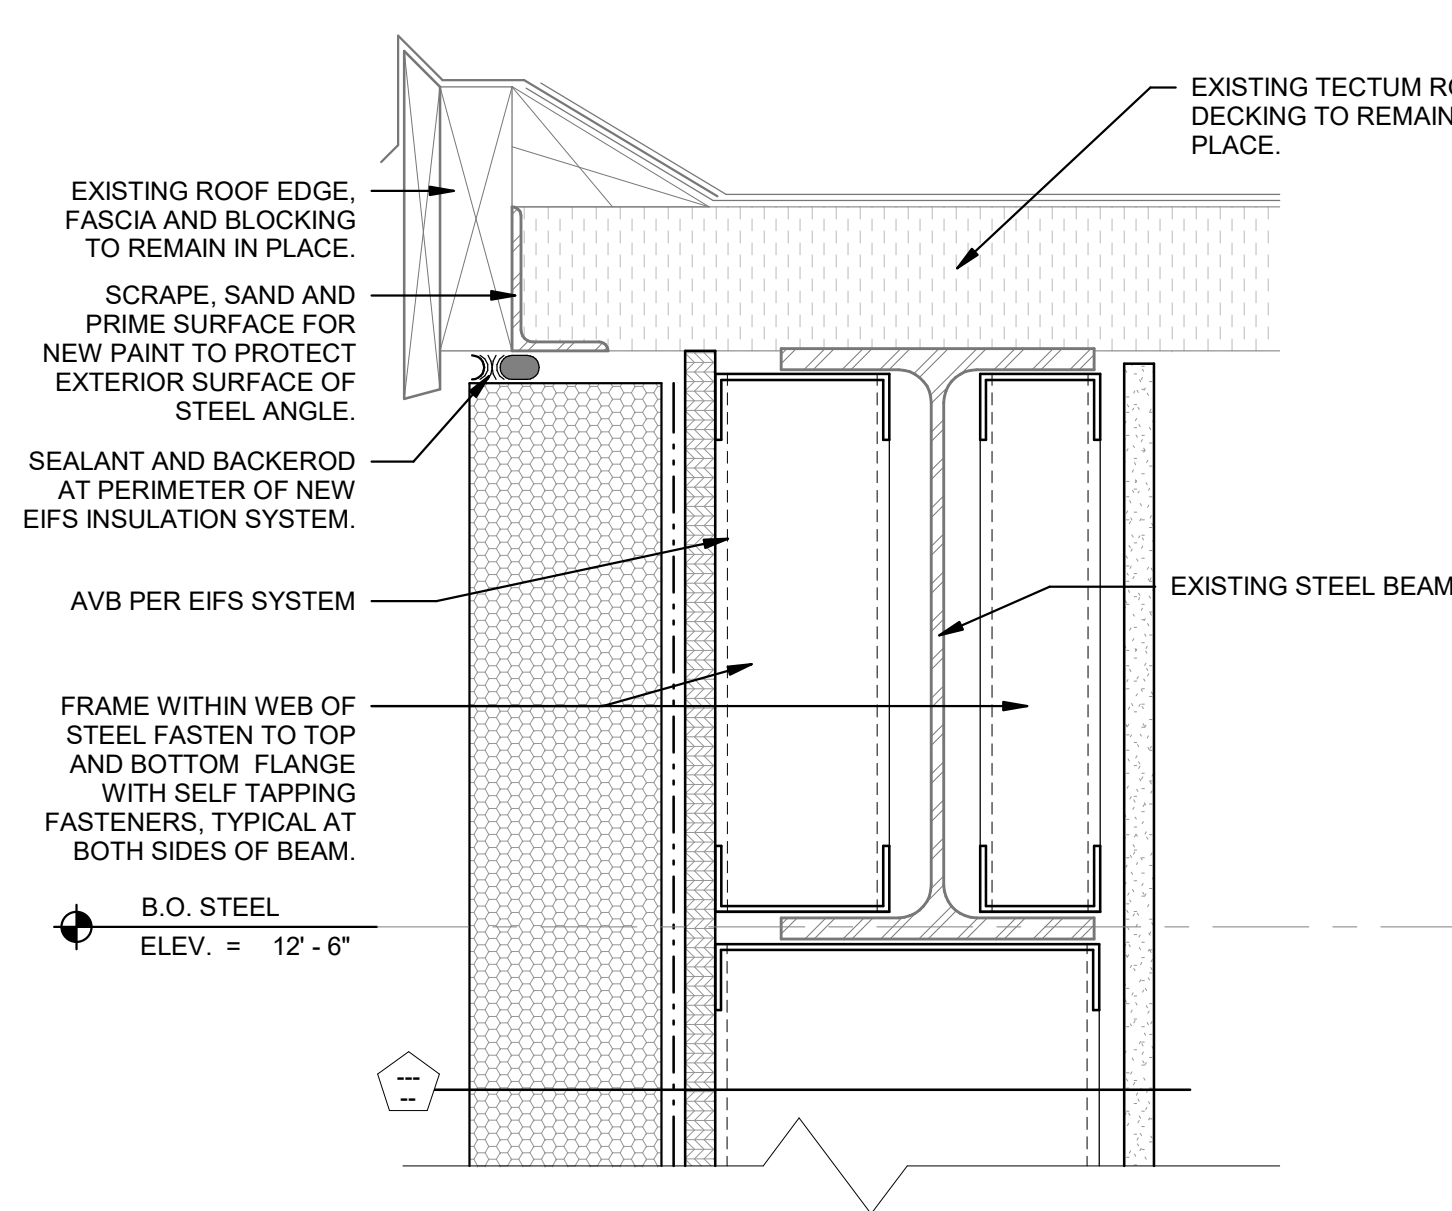 EXISTING TECTUM
DECKING TO REMAIN
PLACE.
EXISTING ROOF EDGE,
FASCIA AND BLOCKING
TO REMAIN IN PLACE.
SCRAPE, SAND AND
PRIME SURFACE FOR
NEW PAINT TO PROTECT
EXTERIOR SURFACE OF
STEEL ANGLE.
SEALANT AND BACKEROD
AT PERIMETER OF NEW
EIFS INSULATION SYSTEM.
AVB PER EIFS SYSTEM
EXISTING STEEL BEAM
FRAME WITHIN WEB OF
STEEL FASTEN TO TOP
AND BOTTOM FLANGE
WITH SELF TAPPING
FASTENERS, TYPICAL AT
BOTH SIDES OF BEAM.
B.O. STEEL
ELEV. = 12' - 6"
---
--